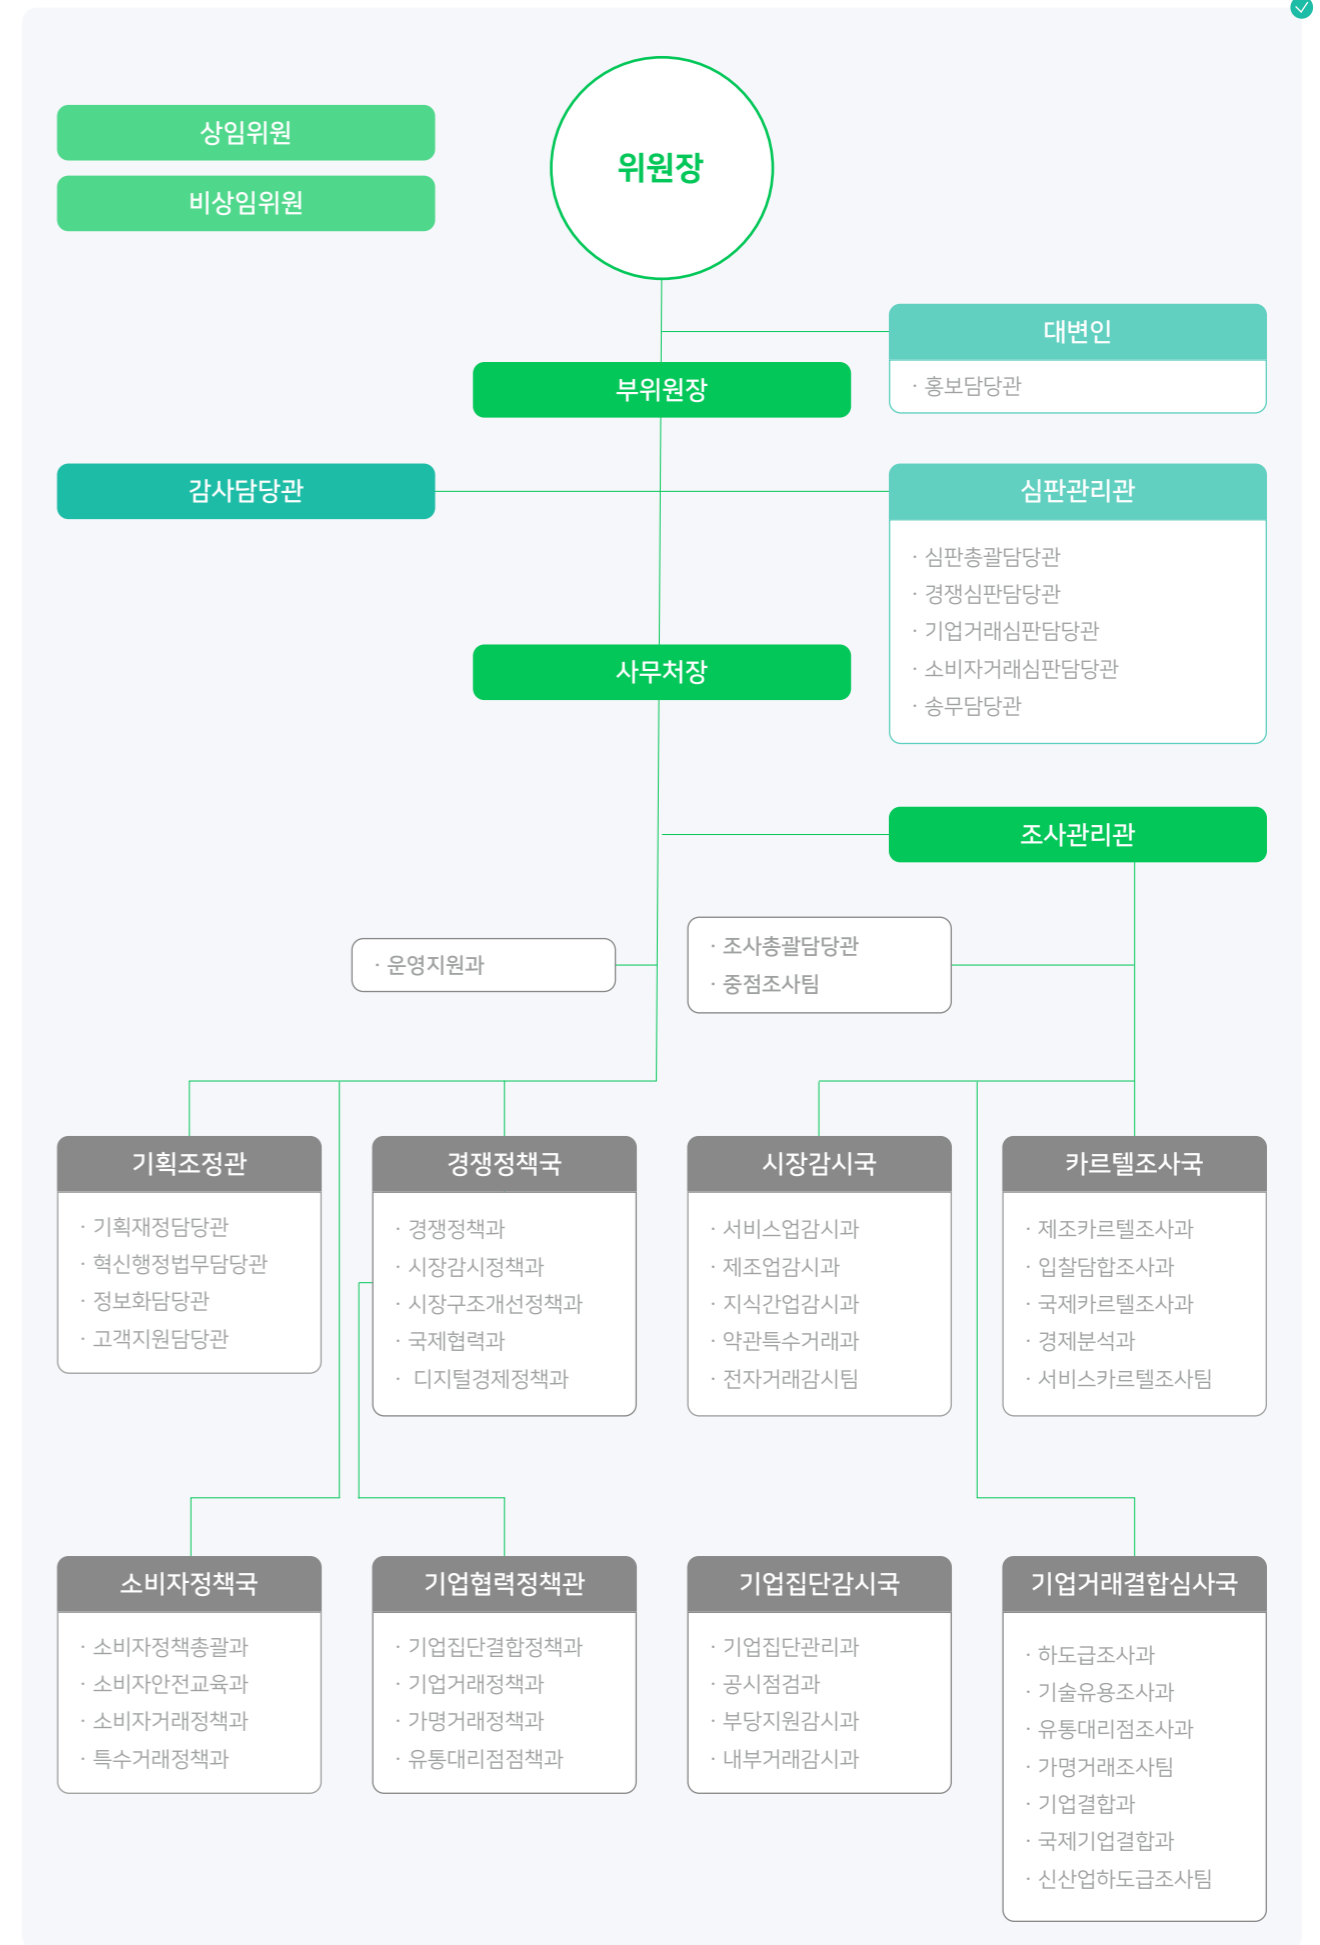 상임위원
비상임위원
위원장
대변인
· 홍보담당관
부위원장
감사담당관
심판관리관
· 심판총괄담당관
· 경쟁심판담당관
· 기업거래심판담당관
· 소비자거래심판담당관
· 송무담당관
사무처장
조사관리관
· 운영지원과
· 조사총괄담당관
· 중점조사팀
기획조정관
· 기획재정담당관
· 혁신행정법무담당관
· 정보화담당관
· 고객지원담당관
경쟁정책국
· 경쟁정책과
· 시장감시정책과
· 시장구조개선정책과
· 국제협력과
· 디지털경제정책과
시장감시국
· 서비스업감시과
· 제조업감시과
· 지식간업감시과
· 약관특수거래과
· 전자거래감시팀
카르텔조사국
· 제조카르텔조사과
· 입찰담합조사과
· 국제카르텔조사과
· 경제분석과
· 서비스카르텔조사팀
소비자정책국
· 소비자정책총괄과
· 소비자안전교육과
· 소비자거래정책과
· 특수거래정책과
기업협력정책관
· 기업집단결합정책과
· 기업거래정책과
· 가명거래정책과
· 유통대리점점책과
기업집단감시국
· 기업집단관리과
· 공시점검과
· 부당지원감시과
· 내부거래감시과
기업거래결합심사국
· 하도급조사과
· 기술유용조사과
· 유통대리점조사과
· 가명거래조사팀
· 기업결합과
· 국제기업결합과
· 신산업하도급조사팀